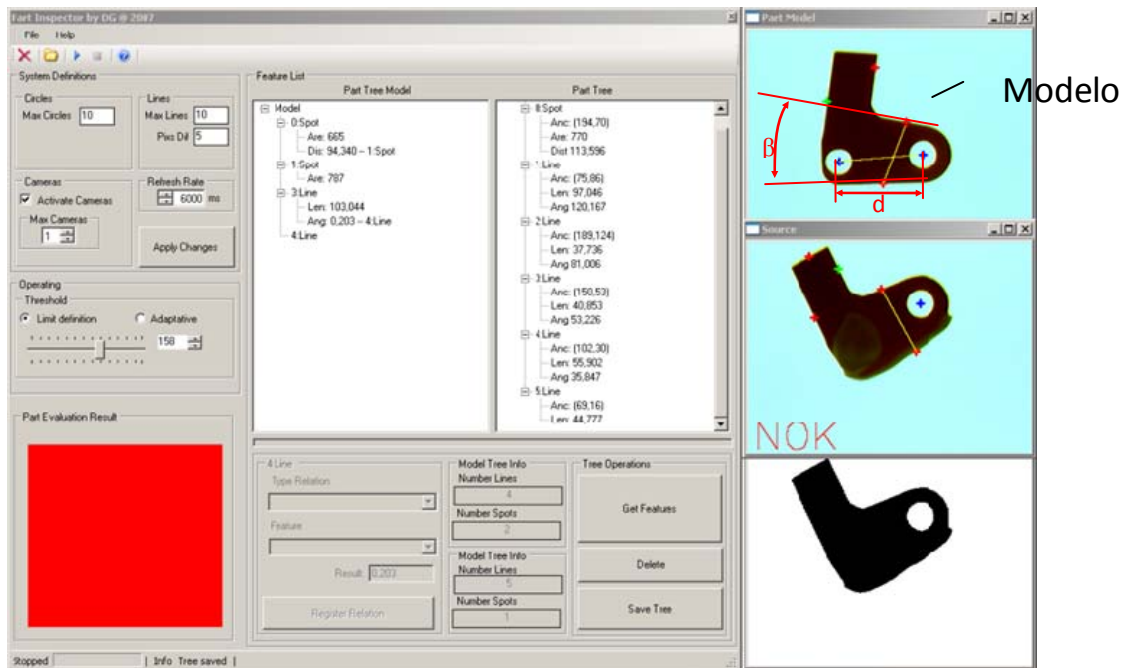 Part Inspector by DG @ 2007
File Help
System Definitions
Circles
Max Circles 10
Lines
Max Lines 10
Pixs Dif 5
Cameras
Activate Cameras
Max Cameras
1
Refresh Rate
6000 ms
Apply Changes
Operating
Threshold
Limit definition
Adaptative
158
Part Evaluation Result
Feature List
Part Tree Model
Model
0:Spot
Are: 665
Dis: 94,340 – 1:Spot
1:Spot
Are: 787
3:Line
Len: 103,044
Ang: 0,203 – 4:Line
4:Line
Part Tree
0:Spot
Anc: (194,70)
Are: 770
Dist 113,596
1:Line
Anc: (75,86)
Len: 97,046
Ang 120,167
2:Line
Anc: (189,124)
Len: 37,736
Ang 81,006
3:Line
Anc: (150,53)
Len: 40,853
Ang 53,226
4:Line
Anc: (102,30)
Len: 55,902
Ang 35,847
5:Line
Anc: (69,16)
Len: 44,777
4:Line
Type Relation
Feature
Result: 0,203
Register Relation
Model Tree Info
Number Lines
4
Number Spots
2
Model Tree Info
Number Lines
5
Number Spots
1
Tree Operations
Get Features
Delete
Save Tree
Stopped | Info Tree saved |
Part Model
Modelo
β
d
Source
NOK